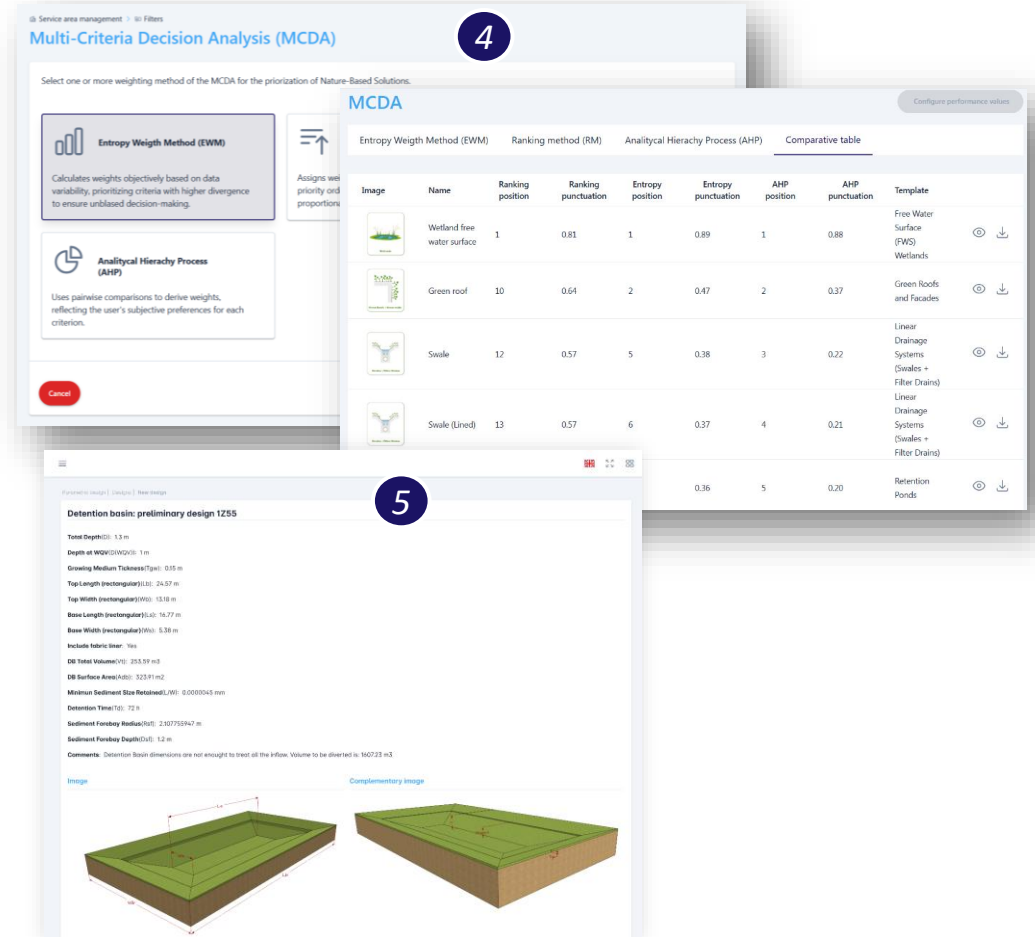 Service area management > Filters
Multi-Criteria Decision Analysis (MCDA)
4
Select one or more weighting method of the MCDA for the priorization of Nature-Based Solutions.
Entropy Weigth Method (EWM)
Calculates weights objectively based on data
variability, prioritizing criteria with higher divergence
to ensure unblased decision-making.
Assigns wei
priority ord
proportiona
Analitycal Hierachy Process
(AHP)
Uses pairwise comparisons to derive weights,
reflecting the user's subjective preferences for each
criterion.
Cancel
MCDA
Configure performance values
Entropy Weigth Method (EWM) Ranking method (RM) Analitycal Hierachy Process (AHP) Comparative table
Image Name Ranking position Ranking punctuation Entropy position Entropy punctuation AHP position AHP punctuation Template
Wetland free water surface 1 0.81 1 0.89 1 0.88 Free Water Surface (FWS) Wetlands
Green roof 10 0.64 2 0.47 2 0.37 Green Roofs and Facades
Swale 12 0.57 5 0.38 3 0.22 Linear Drainage Systems (Swales + Filter Drains)
Swale (Lined) 13 0.57 6 0.37 4 0.21 Linear Drainage Systems (Swales + Filter Drains)
0.36 5 0.20 Retention Ponds
5
Designs | New design
Detention basin: preliminary design 1Z55
Total Depth(D): 1.3 m
Depth at WQV(D(WQV)): 1 m
Growing Medium Tickness(Tgw): 0.15 m
Top Length (rectangular)(Lt): 24.57 m
Top Width (rectangular)(Wt): 13.18 m
Base Length (rectangular)(Ls): 16.77 m
Base Width (rectangular)(Ws): 5.38 m
Include fabric liner: Yes
DB Total Volume(Vt): 253.59 m3
DB Surface Area(Adb): 323.91 m2
Minimun Sediment Size Retained(L/W): 0.0000045 mm
Detention Time(Td): 72 h
Sediment Forebay Radius(Rsf): 2.107755947 m
Sediment Forebay Depth(Dsf): 1.2 m
Comments: Detention Basin dimensions are not enought to treat all the inflow. Volume to be diverted is: 1607.23 m3
Image
Complementary image